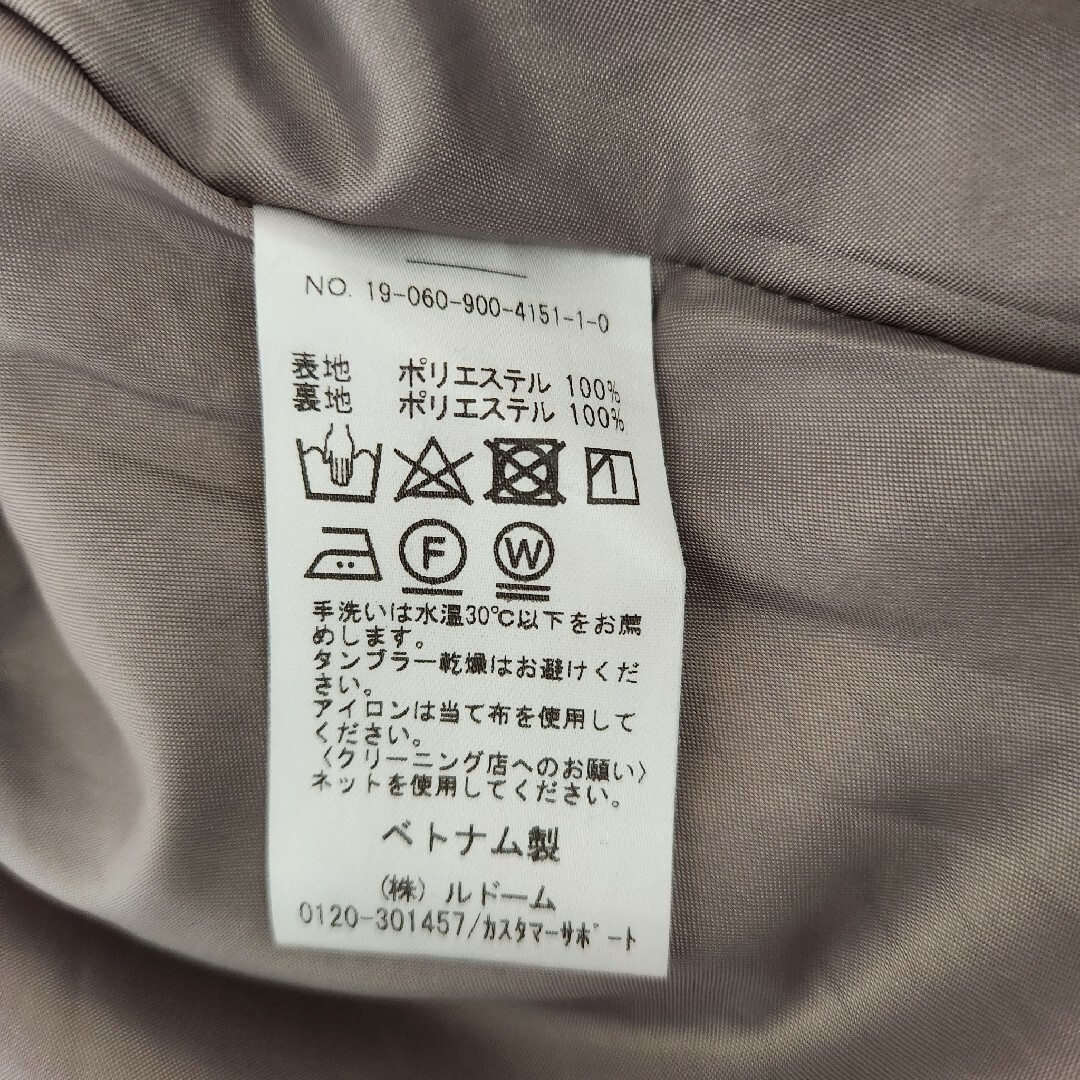 NO. 19-060-900-4151-1-0
表地 ポリエステル 100%
裏地 ポリエステル 100%
F W
手洗いは水温30℃以下をお薦
めします。
タンブラー乾燥はお避けくだ
さい。
アイロンは当て布を使用して
ください。
〈クリーニング店へのお願い〉
ネットを使用してください。
ベトナム製
(株) ルドーム
0120-301457/カスタマーサポート